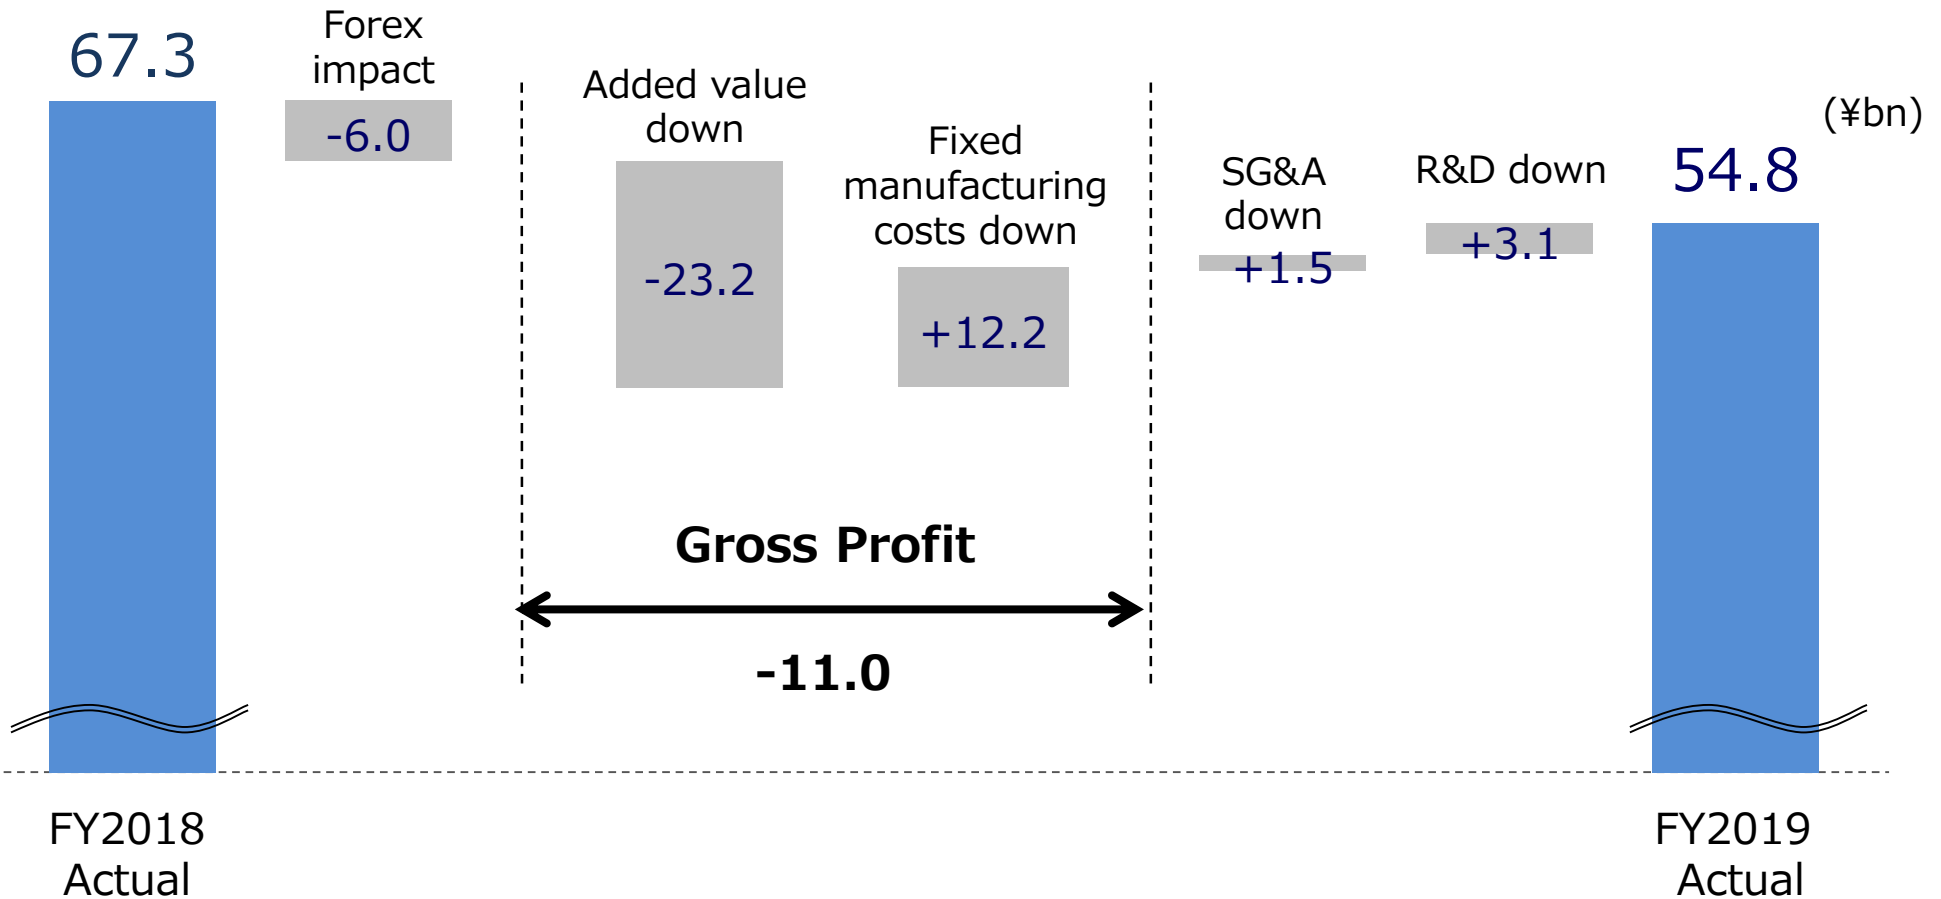 67.3
Forex
impact
-6.0
Added value
down
-23.2
Fixed
manufacturing
costs down
+12.2
Gross Profit
-11.0
SG&A
down
+1.5
R&D down
+3.1
(¥bn)
54.8
FY2018
Actual
FY2019
Actual